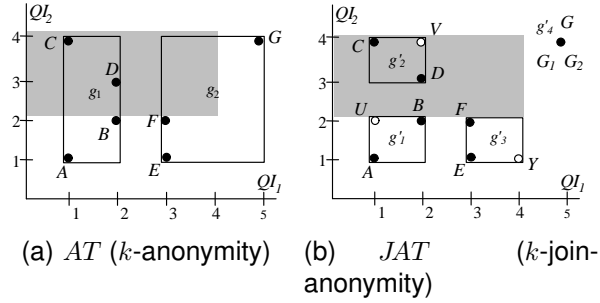 QI2
4
3
2
1
C
G
D
g1
g2
B
F
A
E
QI1
1 2 3 4 5
(a) AT (k-anonymity)
QI2
4
3
2
1
C
V
g'4 G
G1 G2
g'2
D
U
B
F
g'1
g'3
A
E
Y
QI1
1 2 3 4 5
(b) JAT (k-join-
anonymity)